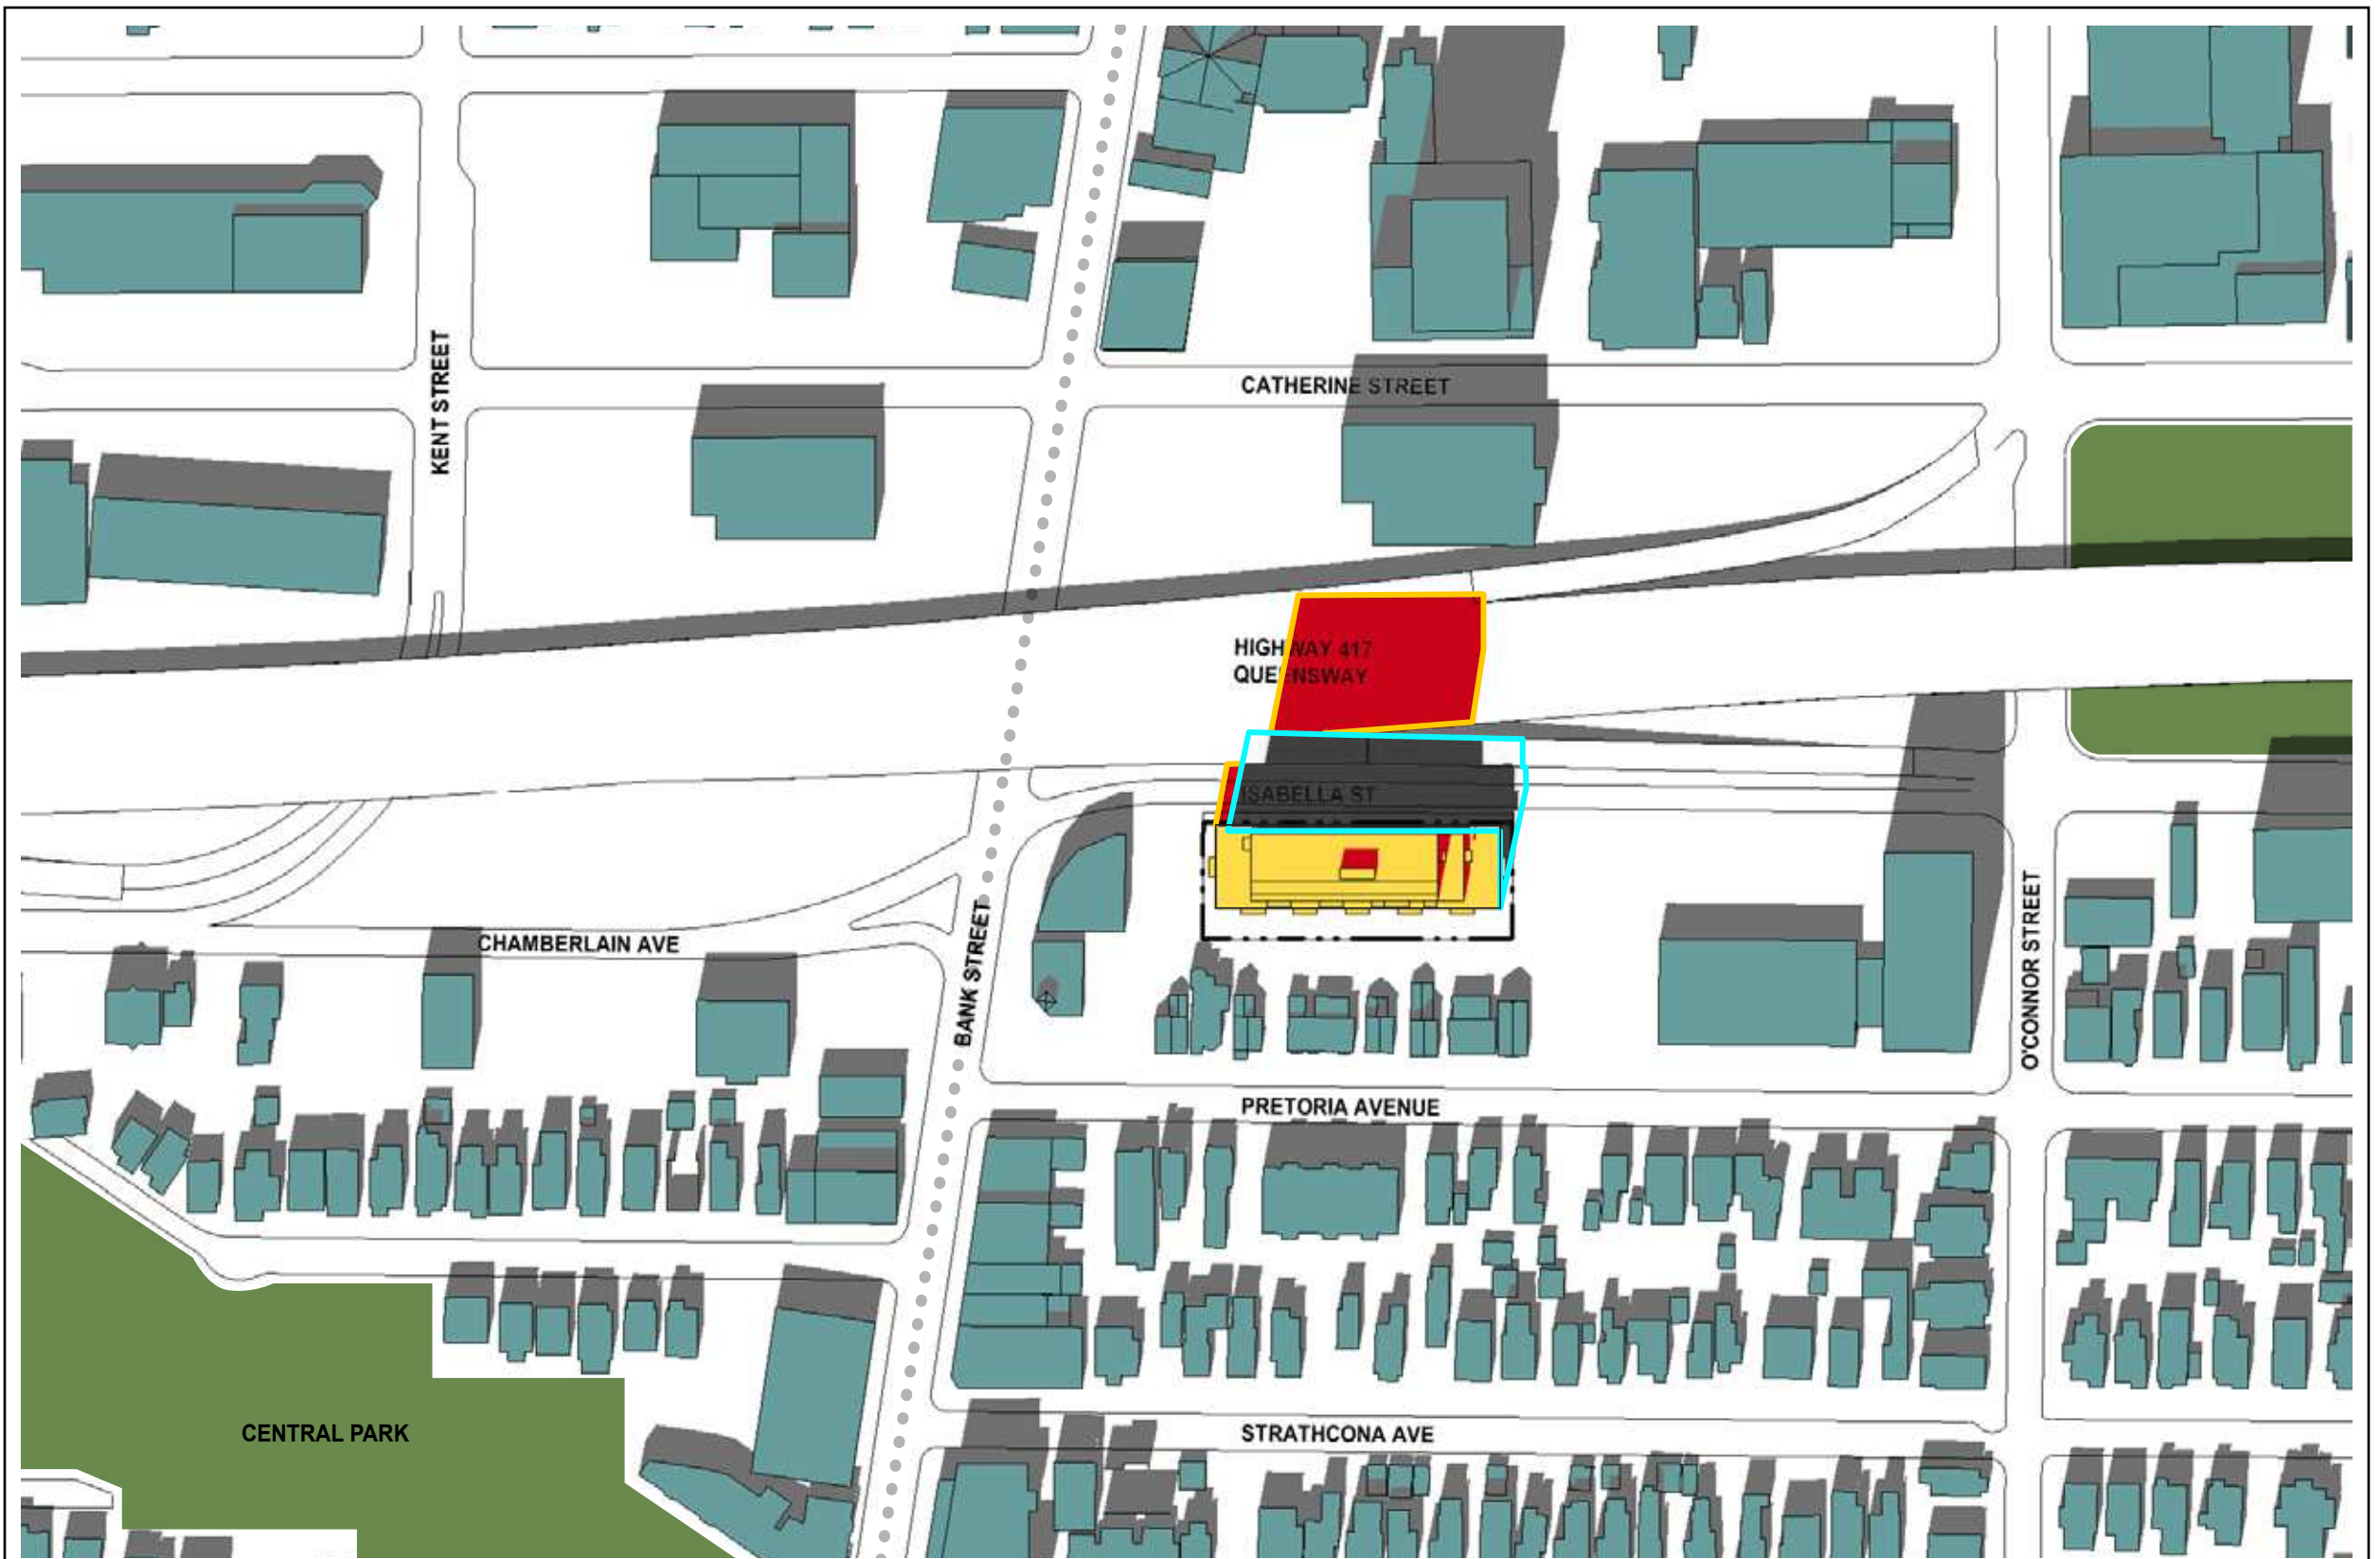 KENT STREET
CATHERINE STREET
HIGHWAY 417
QUEENSWAY
ISABELLA ST
CHAMBERLAIN AVE
BANK STREET
O'CONNOR STREET
PRETORIA AVENUE
CENTRAL PARK
STRATHCONA AVE